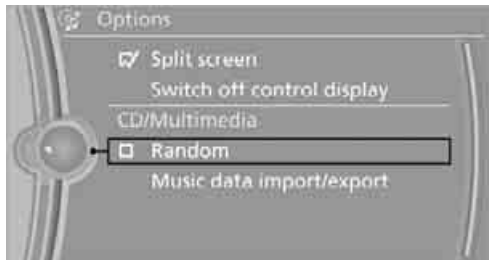 Options
Split screen
Switch off control display
CD/Multimedia
Random
Music data import/export